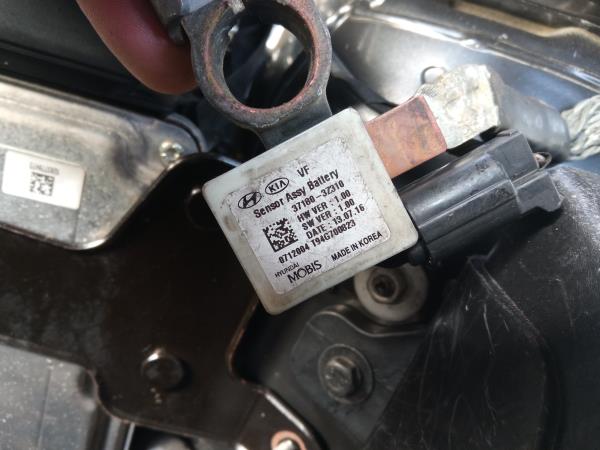 KIA VF
Sensor Assy Battery
37180-3Z310
HW VER : 1.00
SW VER : 1.00
DATE : 13.07.16
0712004 T94G700823
HYUNDAI
MOBIS MADE IN KOREA